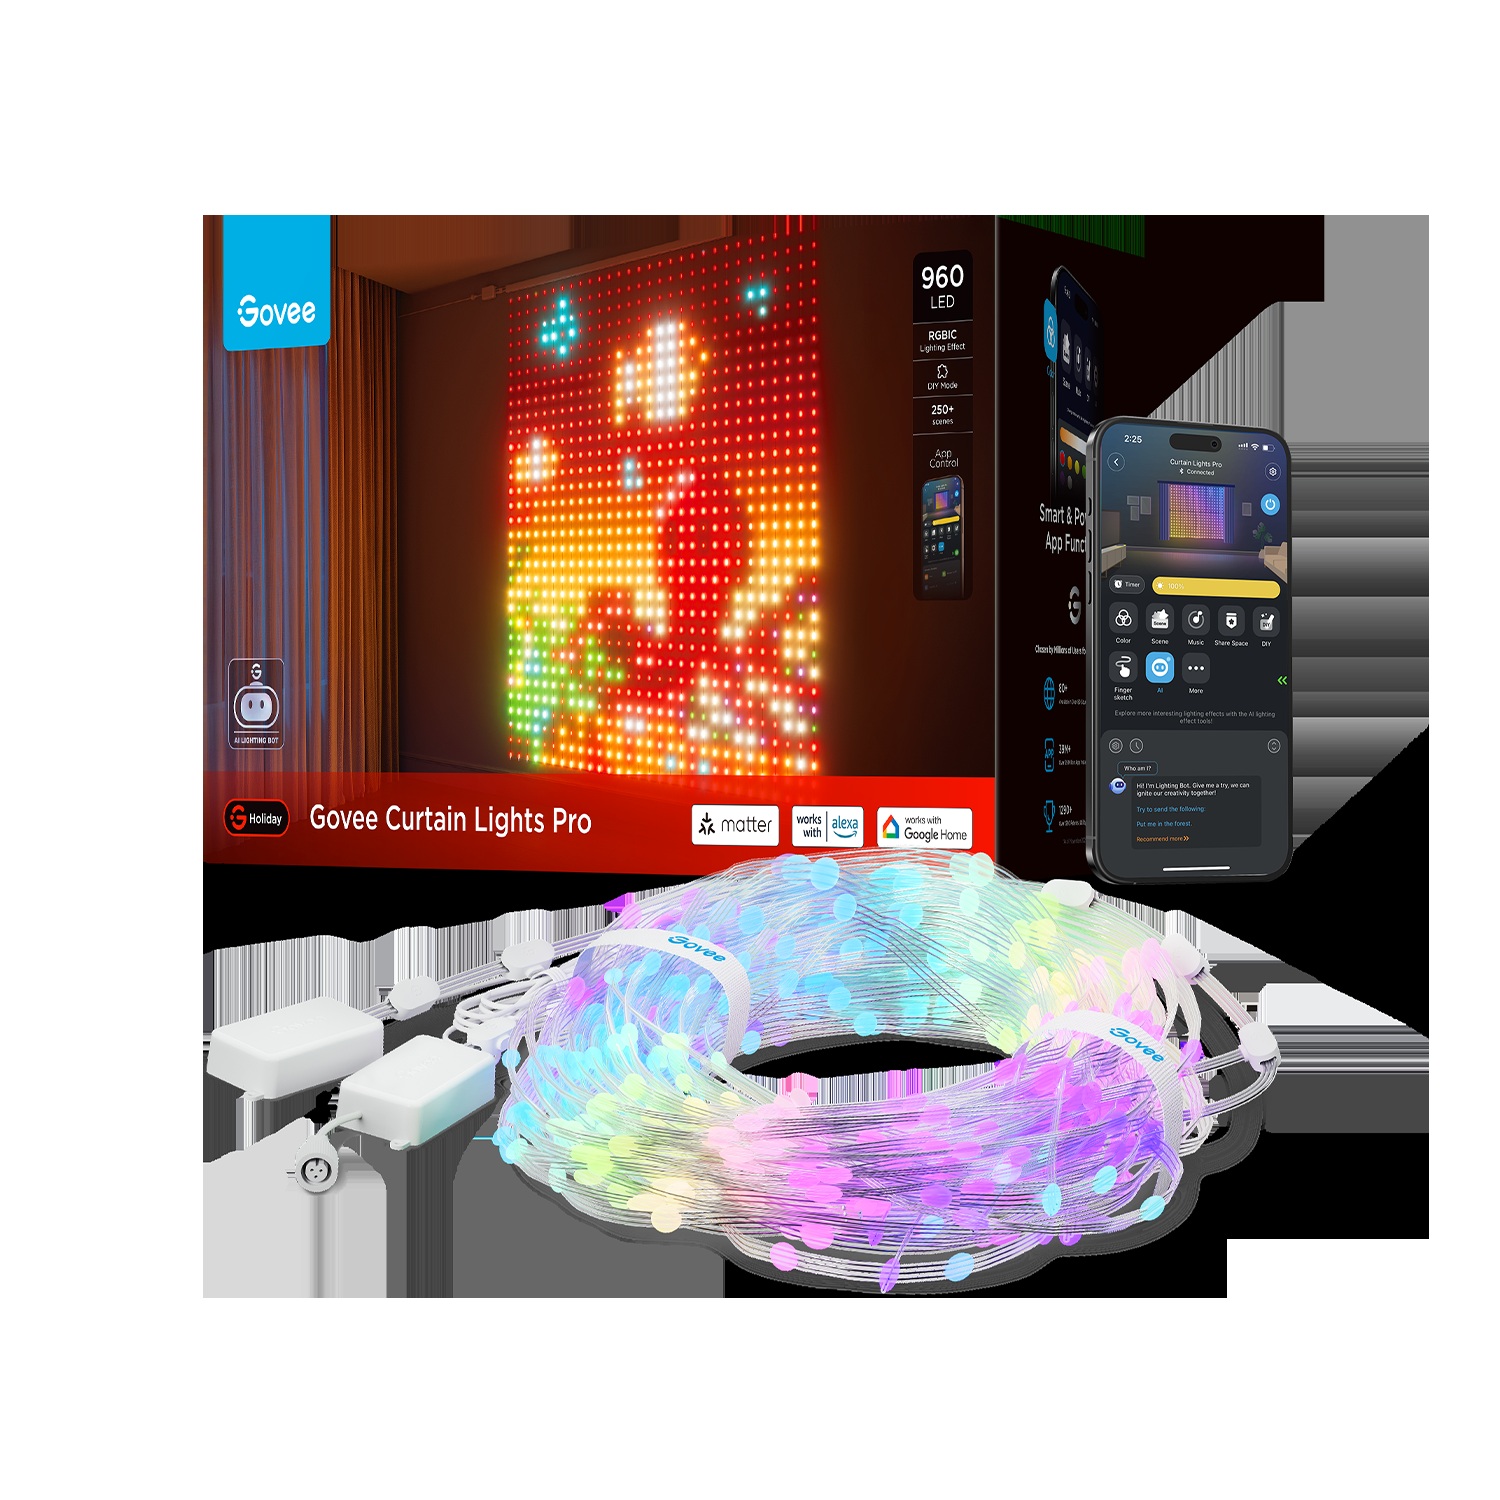 Govee
960
LED
RGBIC
Lighting Effect
DIY Mode
250+
scenes
App
Control
AI LIGHTING BOT
Holiday
Govee Curtain Lights Pro
matter
works
with
alexa
works with
Google Home
Smart &
App
80+
1290+
2:25
Curtain Lights Pro
Connected
Timer
100%
Color
Scene
Music
Share Space
DIY
Finger
sketch
AI
More
Explore more interesting lighting effects with the AI lighting
effect tools!
Who am I?
Hi! I'm Lighting Bot. Give me a try, we can
ignite our creativity together!
Try to send the following:
Put me in the forest.
Recommend more
Govee
Govee